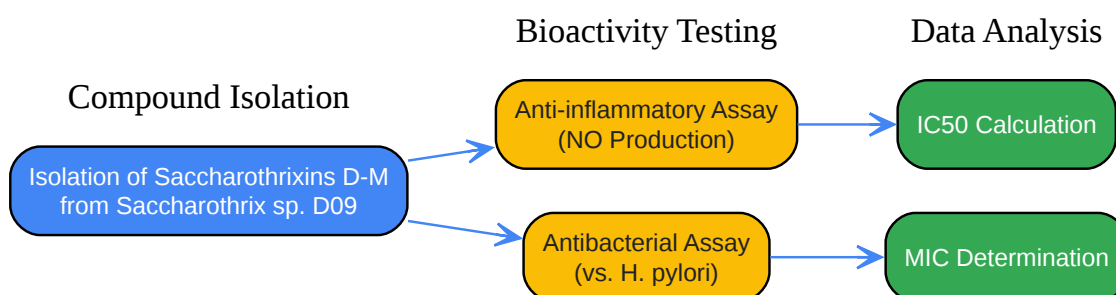 Bioactivity Testing
Data Analysis
Compound Isolation
Anti-inflammatory Assay
(NO Production)
IC50 Calculation
Isolation of Saccharothrixins D-M
from Saccharothrix sp. D09
Antibacterial Assay
(vs. H. pylori)
MIC Determination